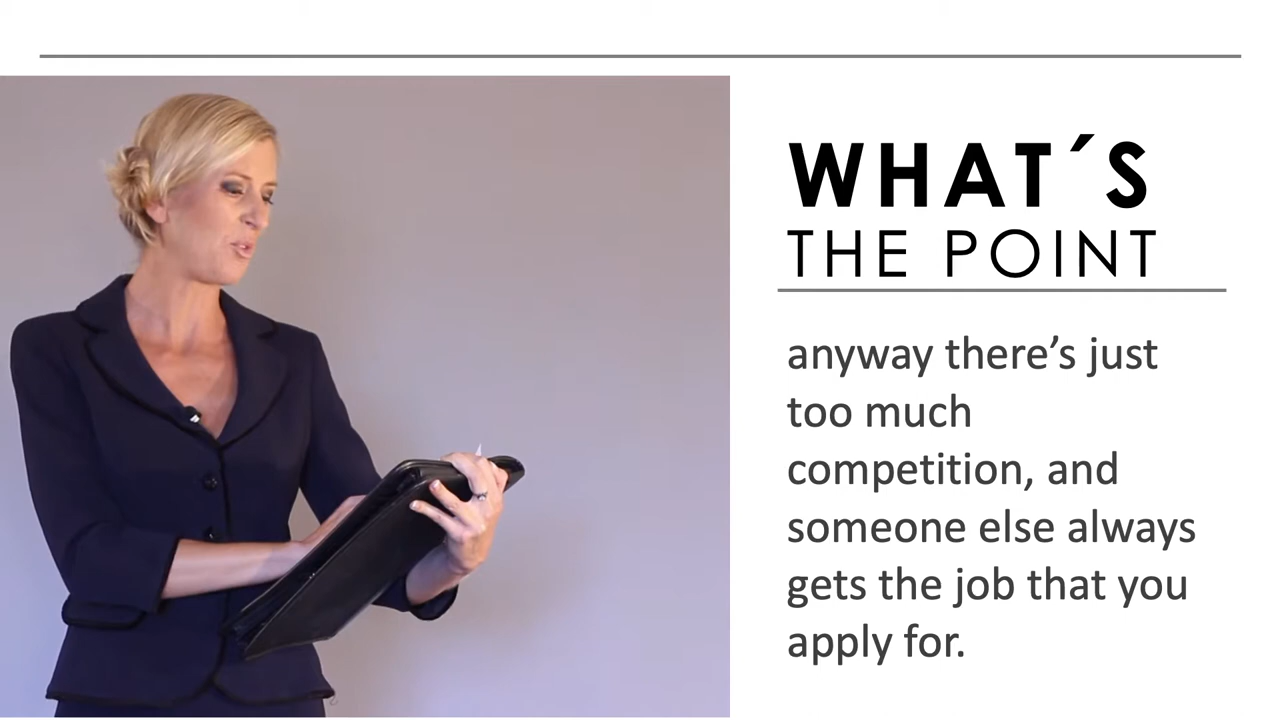 WHAT´S
THE POINT
anyway there’s just
too much
competition, and
someone else always
gets the job that you
apply for.